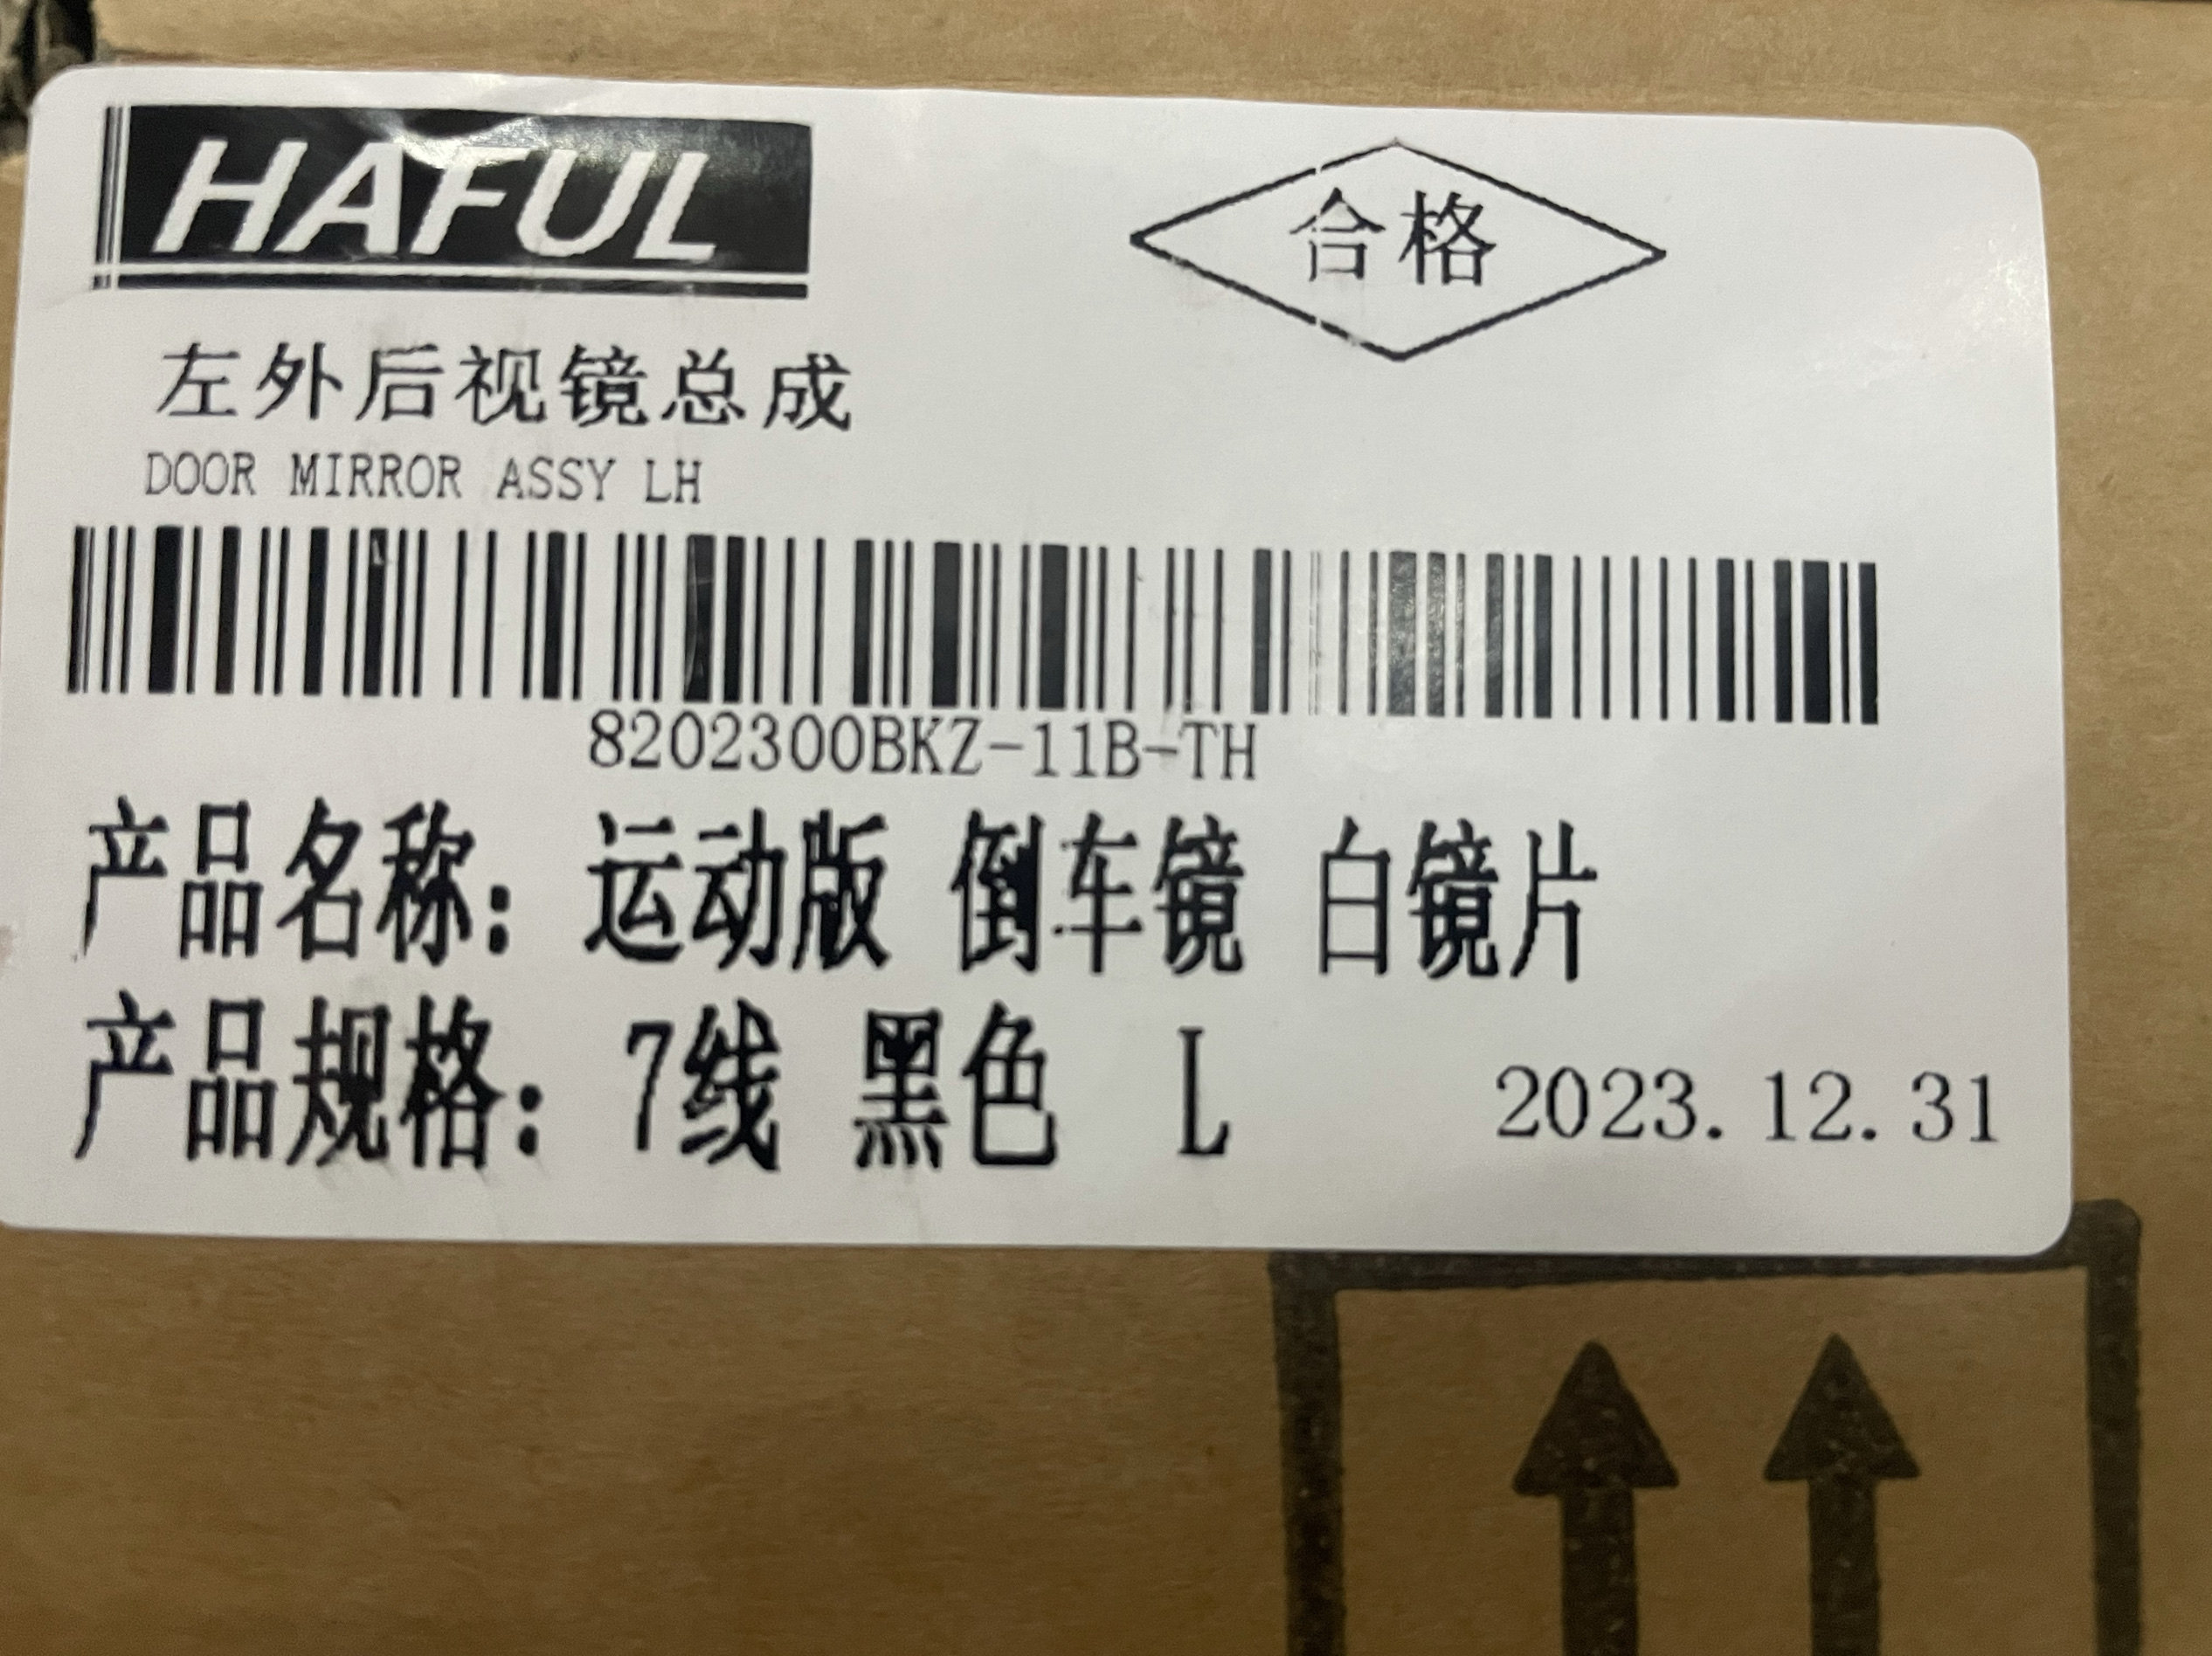 HAFUL
合格
左外后视镜总成
DOOR MIRROR ASSY LH
8202300BKZ-11B-TH
产品名称：运动版 倒车镜 白镜片
产品规格：7线 黑色 L
2023.12.31